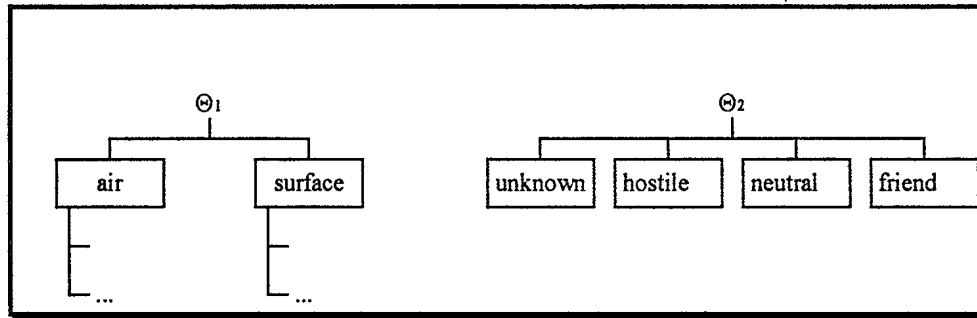 Θ1 Θ2
air surface unknown hostile neutral friend
... ...